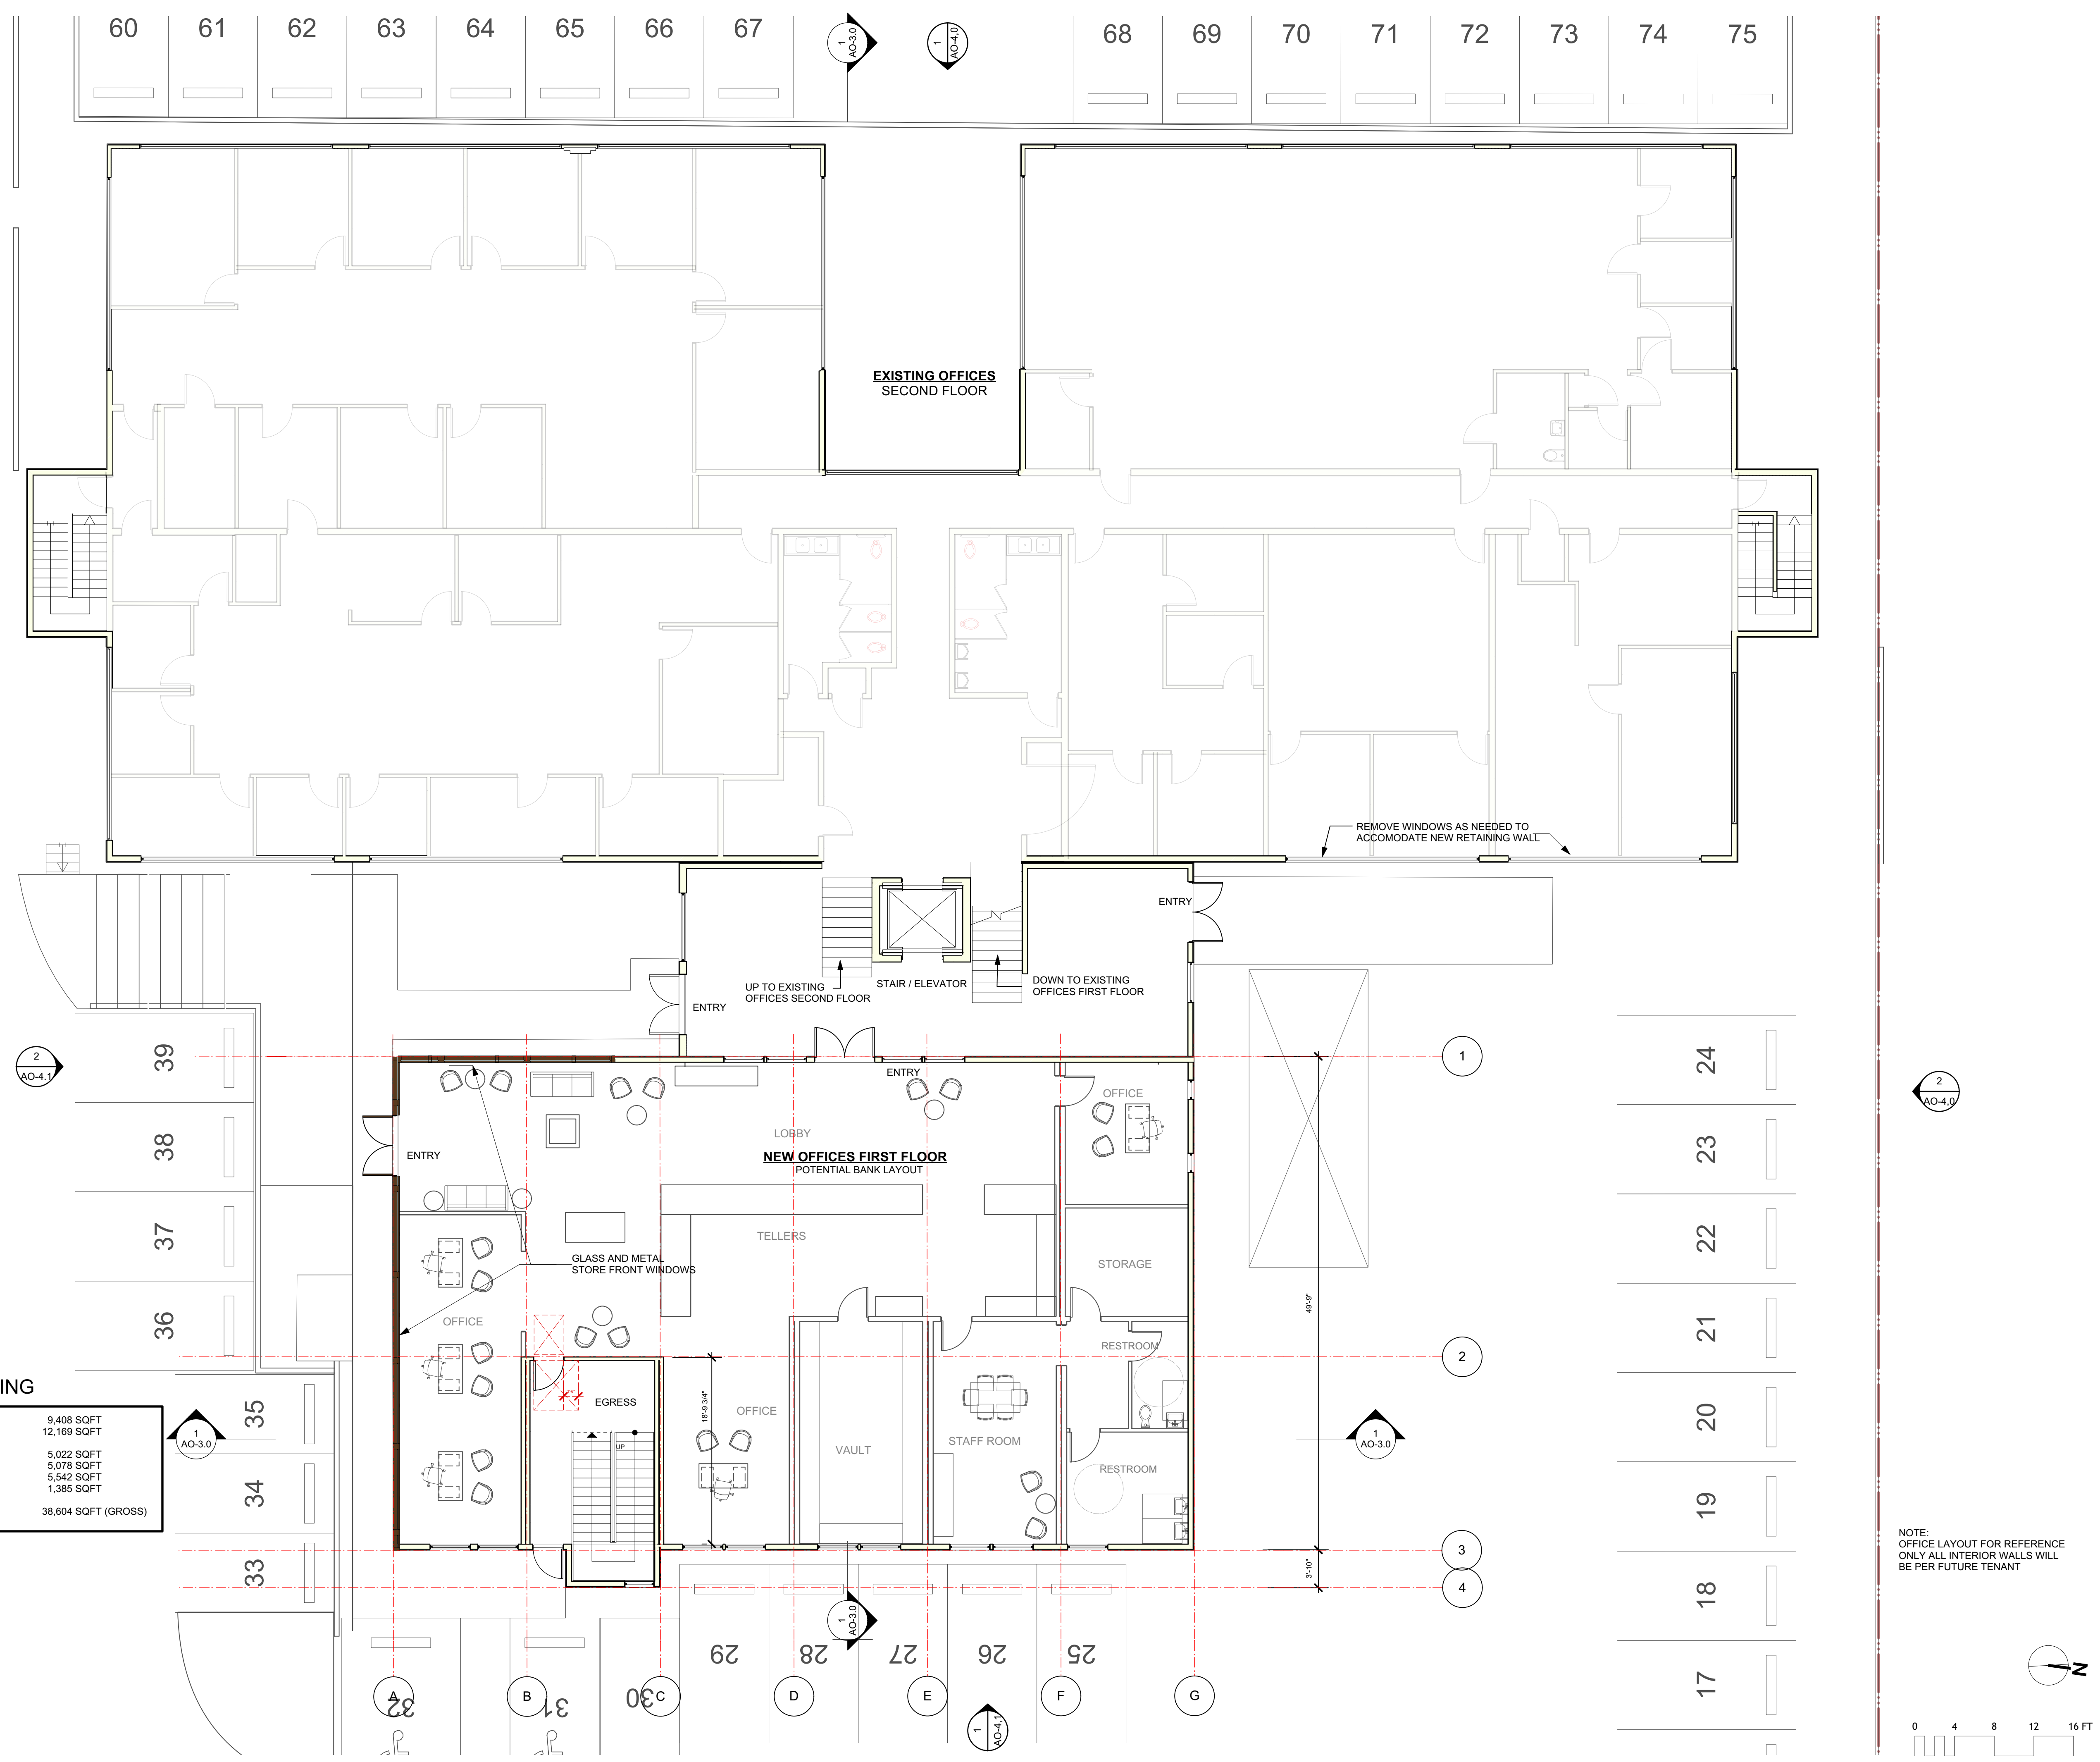 60 61 62 63 64 65 66 67
1
AO-3.0
1
AO-4.0
68 69 70 71 72 73 74 75
EXISTING OFFICES
SECOND FLOOR
REMOVE WINDOWS AS NEEDED TO
ACCOMODATE NEW RETAINING WALL
ENTRY
UP TO EXISTING
OFFICES SECOND FLOOR
STAIR / ELEVATOR
DOWN TO EXISTING
OFFICES FIRST FLOOR
ENTRY
39
38
37
36
35
34
33
2
AO-4.1
1
2
3
4
24
23
22
21
20
19
18
17
2
AO-4.0
ENTRY
OFFICE
LOBBY
NEW OFFICES FIRST FLOOR
POTENTIAL BANK LAYOUT
ENTRY
TELLERS
GLASS AND METAL
STORE FRONT WINDOWS
STORAGE
OFFICE
RESTROOM
EGRESS
UP
OFFICE
VAULT
STAFF ROOM
RESTROOM
18'-9 3/4"
49'-9"
3'-10"
ING
9,408 SQFT
12,169 SQFT
5,022 SQFT
5,078 SQFT
5,542 SQFT
1,385 SQFT
38,604 SQFT (GROSS)
1
AO-3.0
1
AO-3.0
1
AO-3.0
29 28 27 26 25
32 31 30
A B C D E F G
1
AO-4.1
NOTE:
OFFICE LAYOUT FOR REFERENCE
ONLY ALL INTERIOR WALLS WILL
BE PER FUTURE TENANT
N
0 4 8 12 16 FT